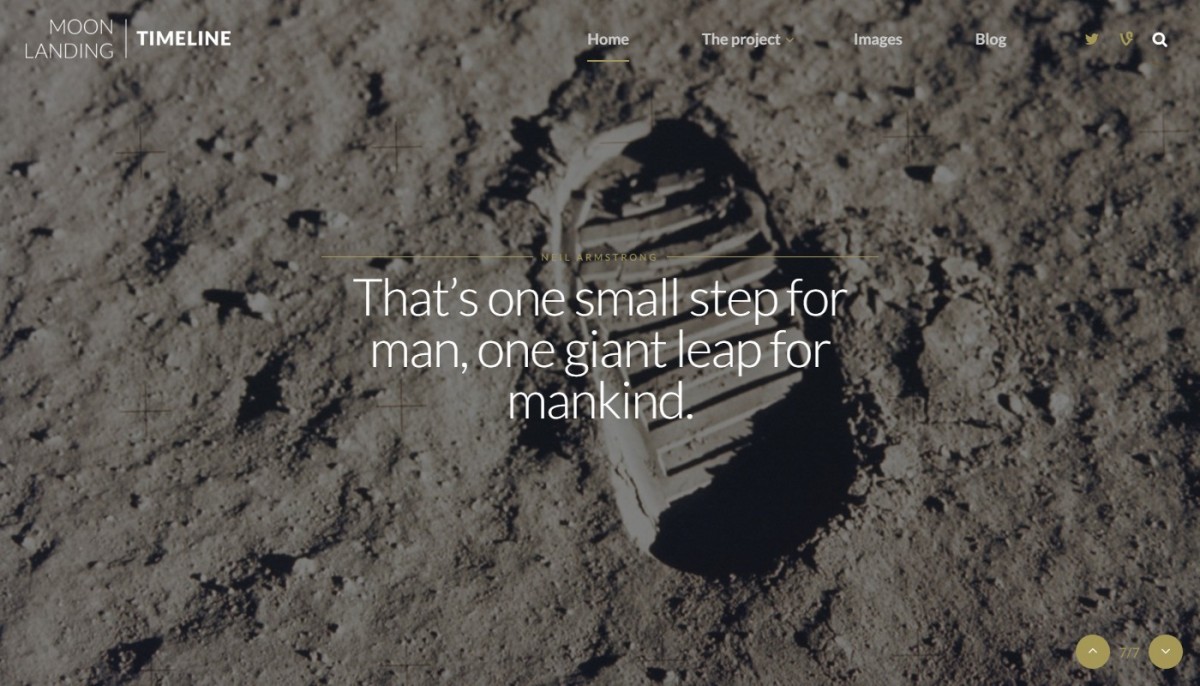 MOON
LANDING
TIMELINE
Home
The project
Images
Blog
NEIL ARMSTRONG
That’s one small step for
man, one giant leap for
mankind.
7/7